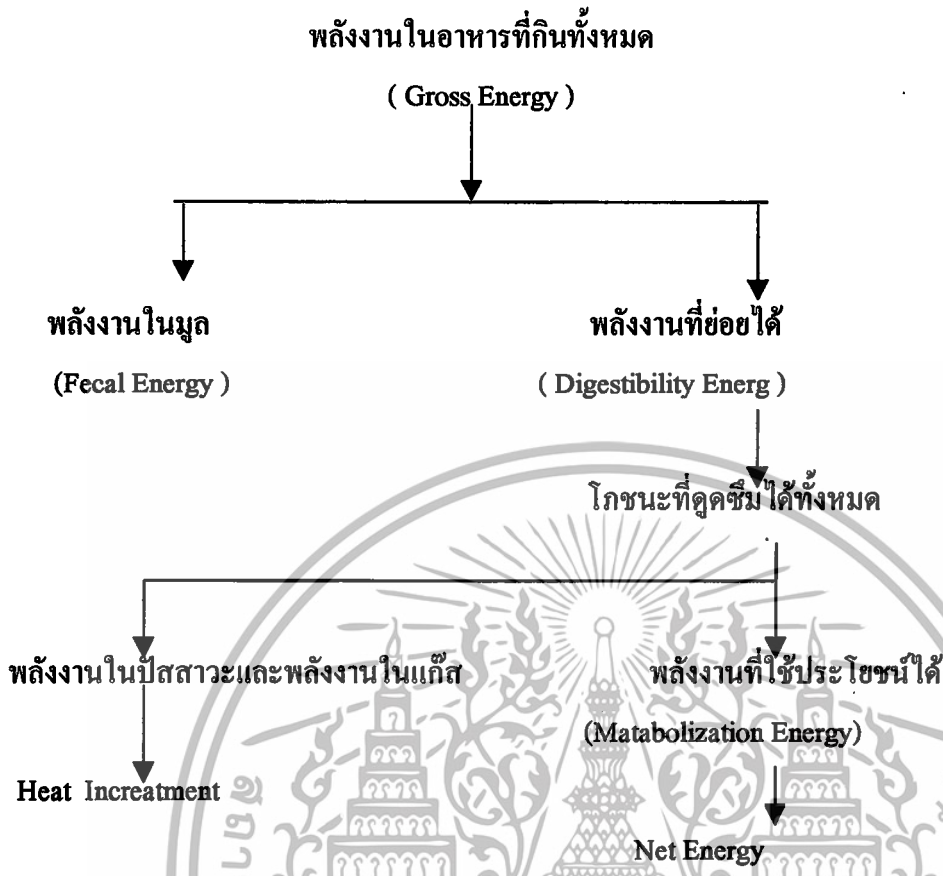 พลังงานในอาหารที่กินทั้งหมด
( Gross Energy )
พลังงานในมูล
พลังงานที่ย่อยได้
(Fecal Energy )
( Digestibility Energ )
โภชนะที่ดูดซึมได้ทั้งหมด
พลังงานในปัสสาวะและพลังงานในแก๊ส
พลังงานที่ใช้ประโยชน์ได้
(Matabolization Energy)
Heat Increatment
Net Energy